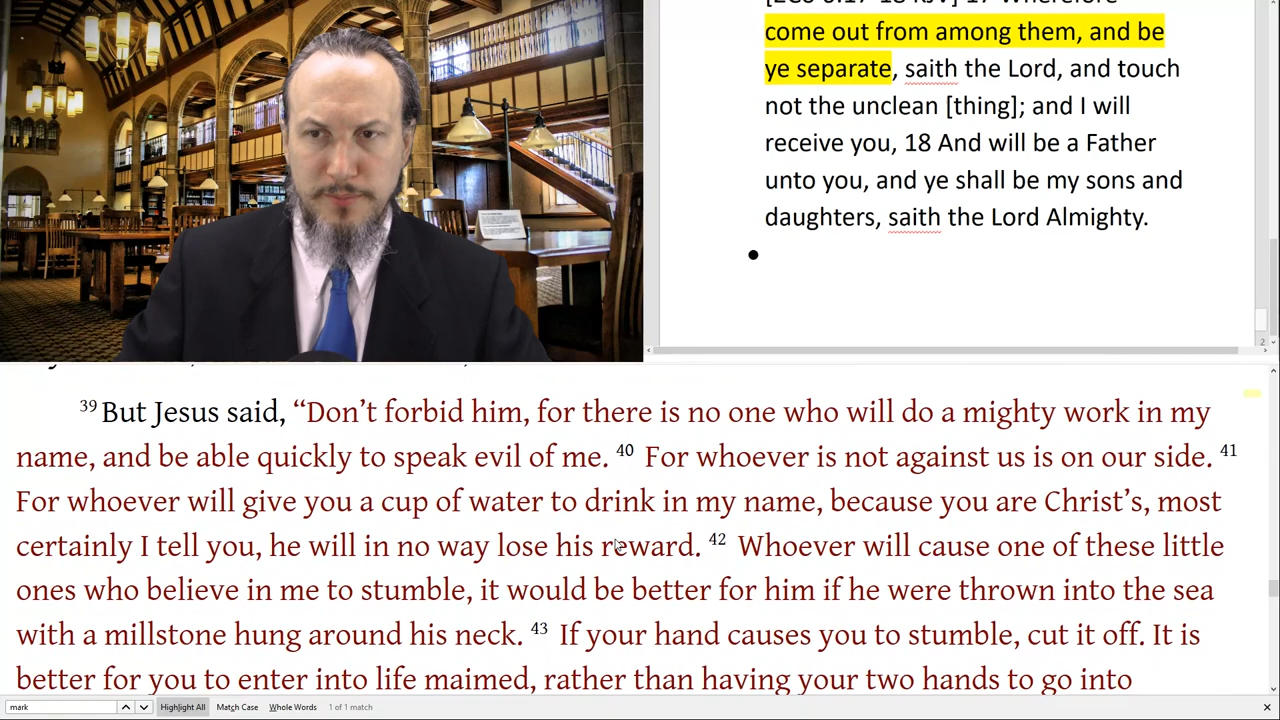 come out from among them, and be
ye separate, saith the Lord, and touch
not the unclean [thing]; and I will
receive you, 18 And will be a Father
unto you, and ye shall be my sons and
daughters, saith the Lord Almighty.
•
39 But Jesus said, “Don’t forbid him, for there is no one who will do a mighty work in my
name, and be able quickly to speak evil of me. 40 For whoever is not against us is on our side. 41
For whoever will give you a cup of water to drink in my name, because you are Christ’s, most
certainly I tell you, he will in no way lose his reward. 42 Whoever will cause one of these little
ones who believe in me to stumble, it would be better for him if he were thrown into the sea
with a millstone hung around his neck. 43 If your hand causes you to stumble, cut it off. It is
better for you to enter into life maimed, rather than having your two hands to go into
mark Highlight All Match Case Whole Words 1 of 1 match
2